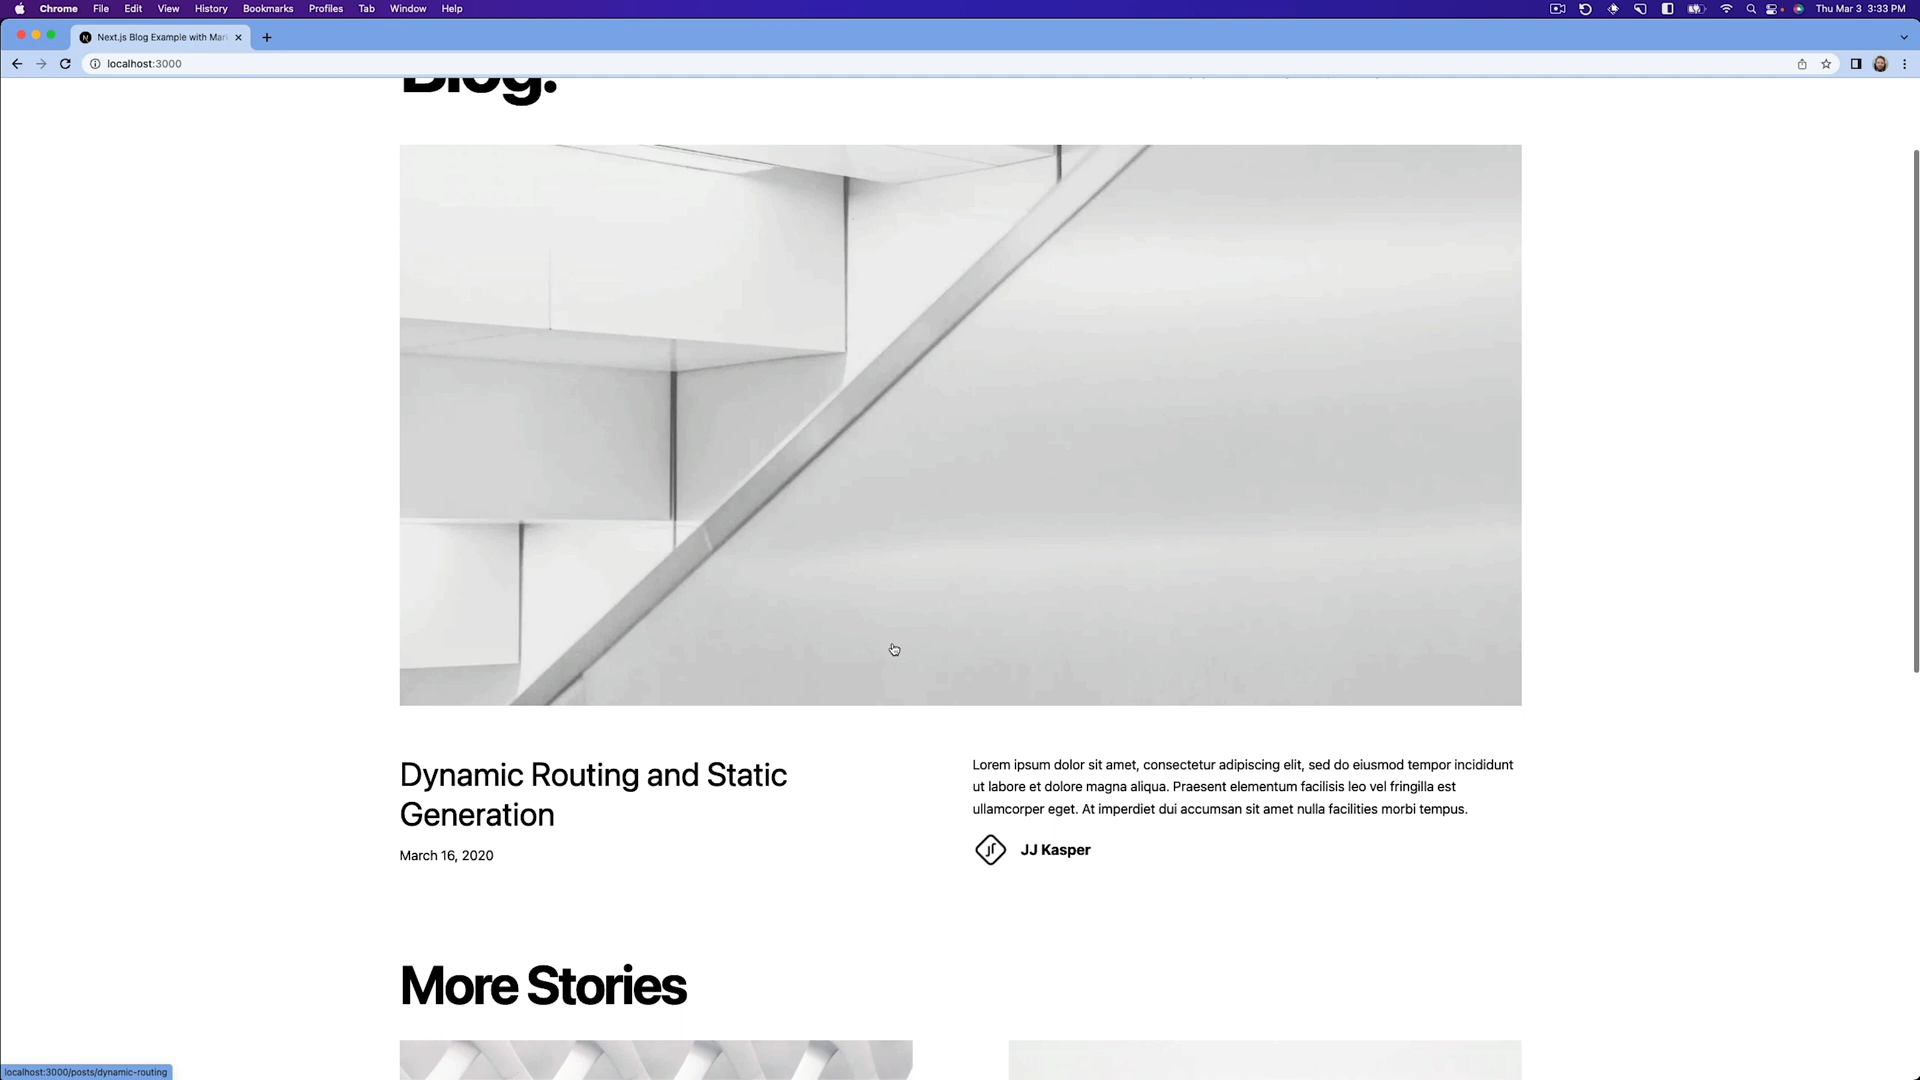 Chrome File Edit View History Bookmarks Profiles Tab Window Help
Thu Mar 3 3:33 PM
Next.js Blog Example with Mar
localhost:3000
Blog.
Dynamic Routing and Static
Generation
March 16, 2020
Lorem ipsum dolor sit amet, consectetur adipiscing elit, sed do eiusmod tempor incididunt
ut labore et dolore magna aliqua. Praesent elementum facilisis leo vel fringilla est
ullamcorper eget. At imperdiet dui accumsan sit amet nulla facilities morbi tempus.
JJ Kasper
More Stories
localhost:3000/posts/dynamic-routing